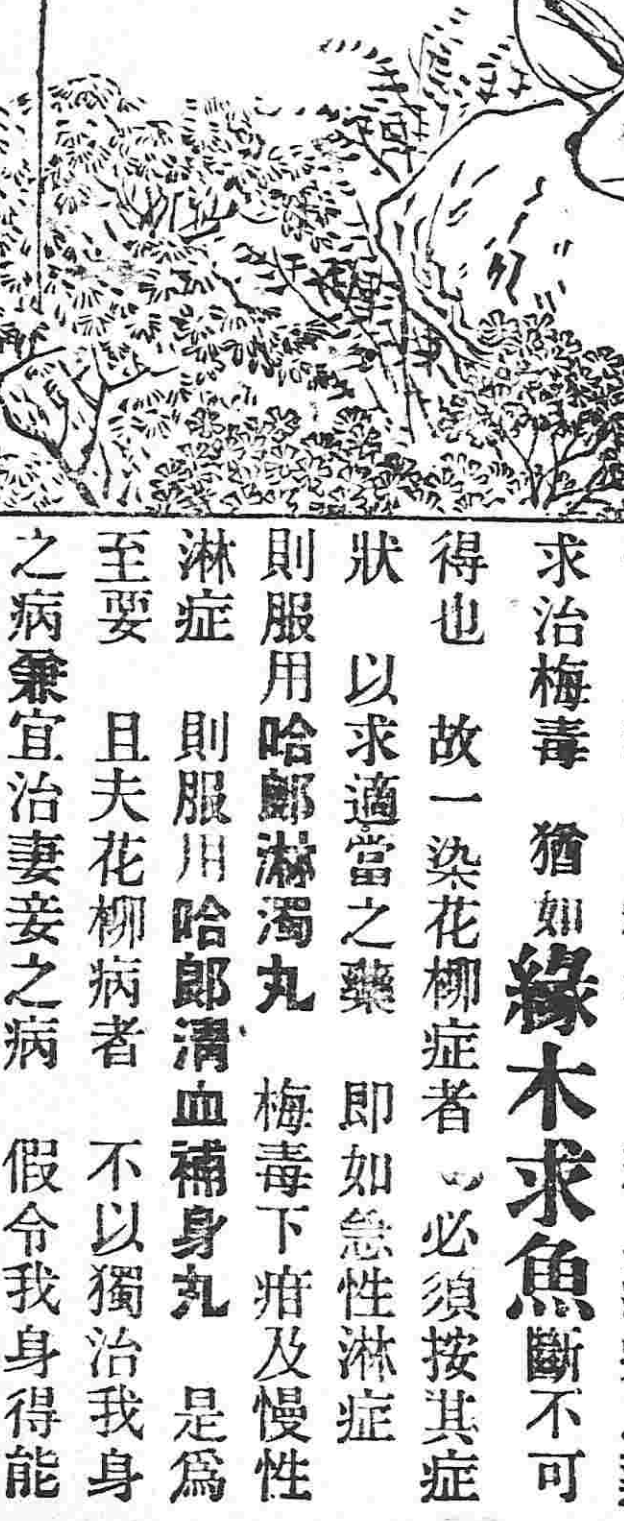 求治梅毒　猶如緣木求魚斷不可
得也　故一染花柳症者　必須按其症
狀　以求適當之藥　即如急性淋症
則服用哈郎淋濁丸　梅毒下疳及慢性
淋症　則服用哈郎清血補身丸　是爲
至要　且夫花柳病者　不以獨治我身
之病兼宜治妻妾之病　假令我身得能